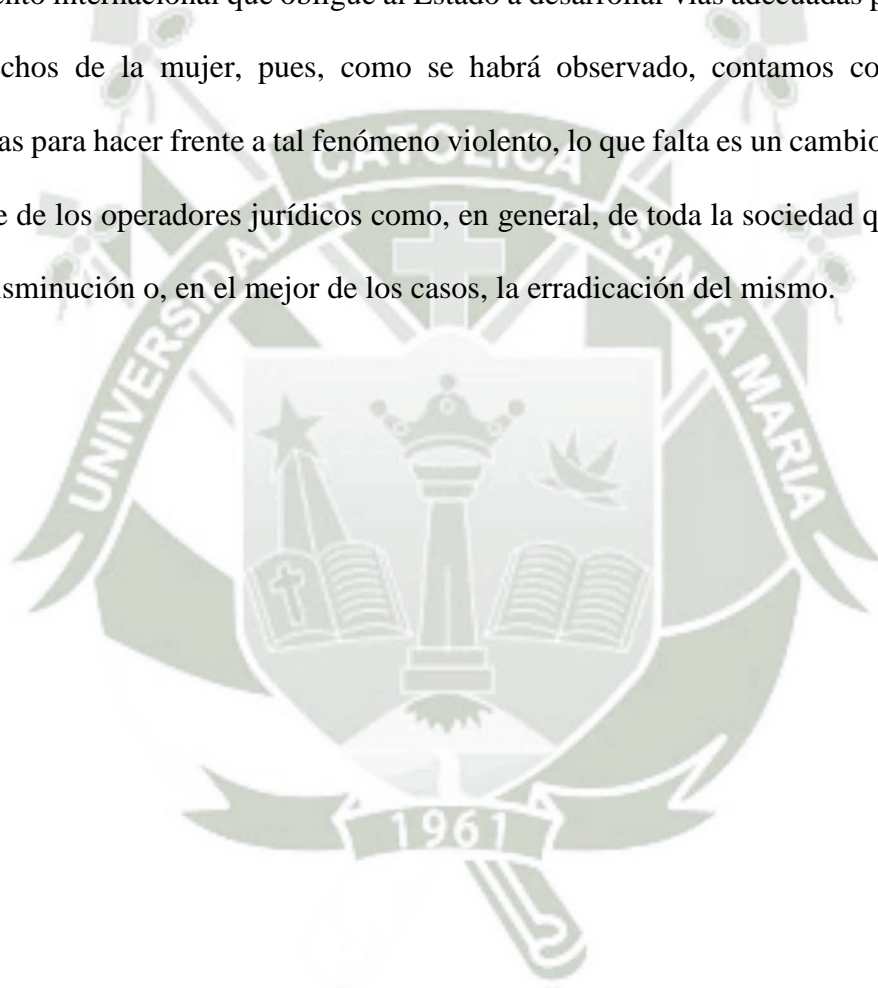 ento internacional que obligue al Estado a desarrollar vías adecuadas p
echos de la mujer, pues, como se habrá observado, contamos co
as para hacer frente a tal fenómeno violento, lo que falta es un cambio
e de los operadores jurídicos como, en general, de toda la sociedad q
isminución o, en el mejor de los casos, la erradicación del mismo.
UNIVERSIDAD CATOLICA SANTA MARIA
1961